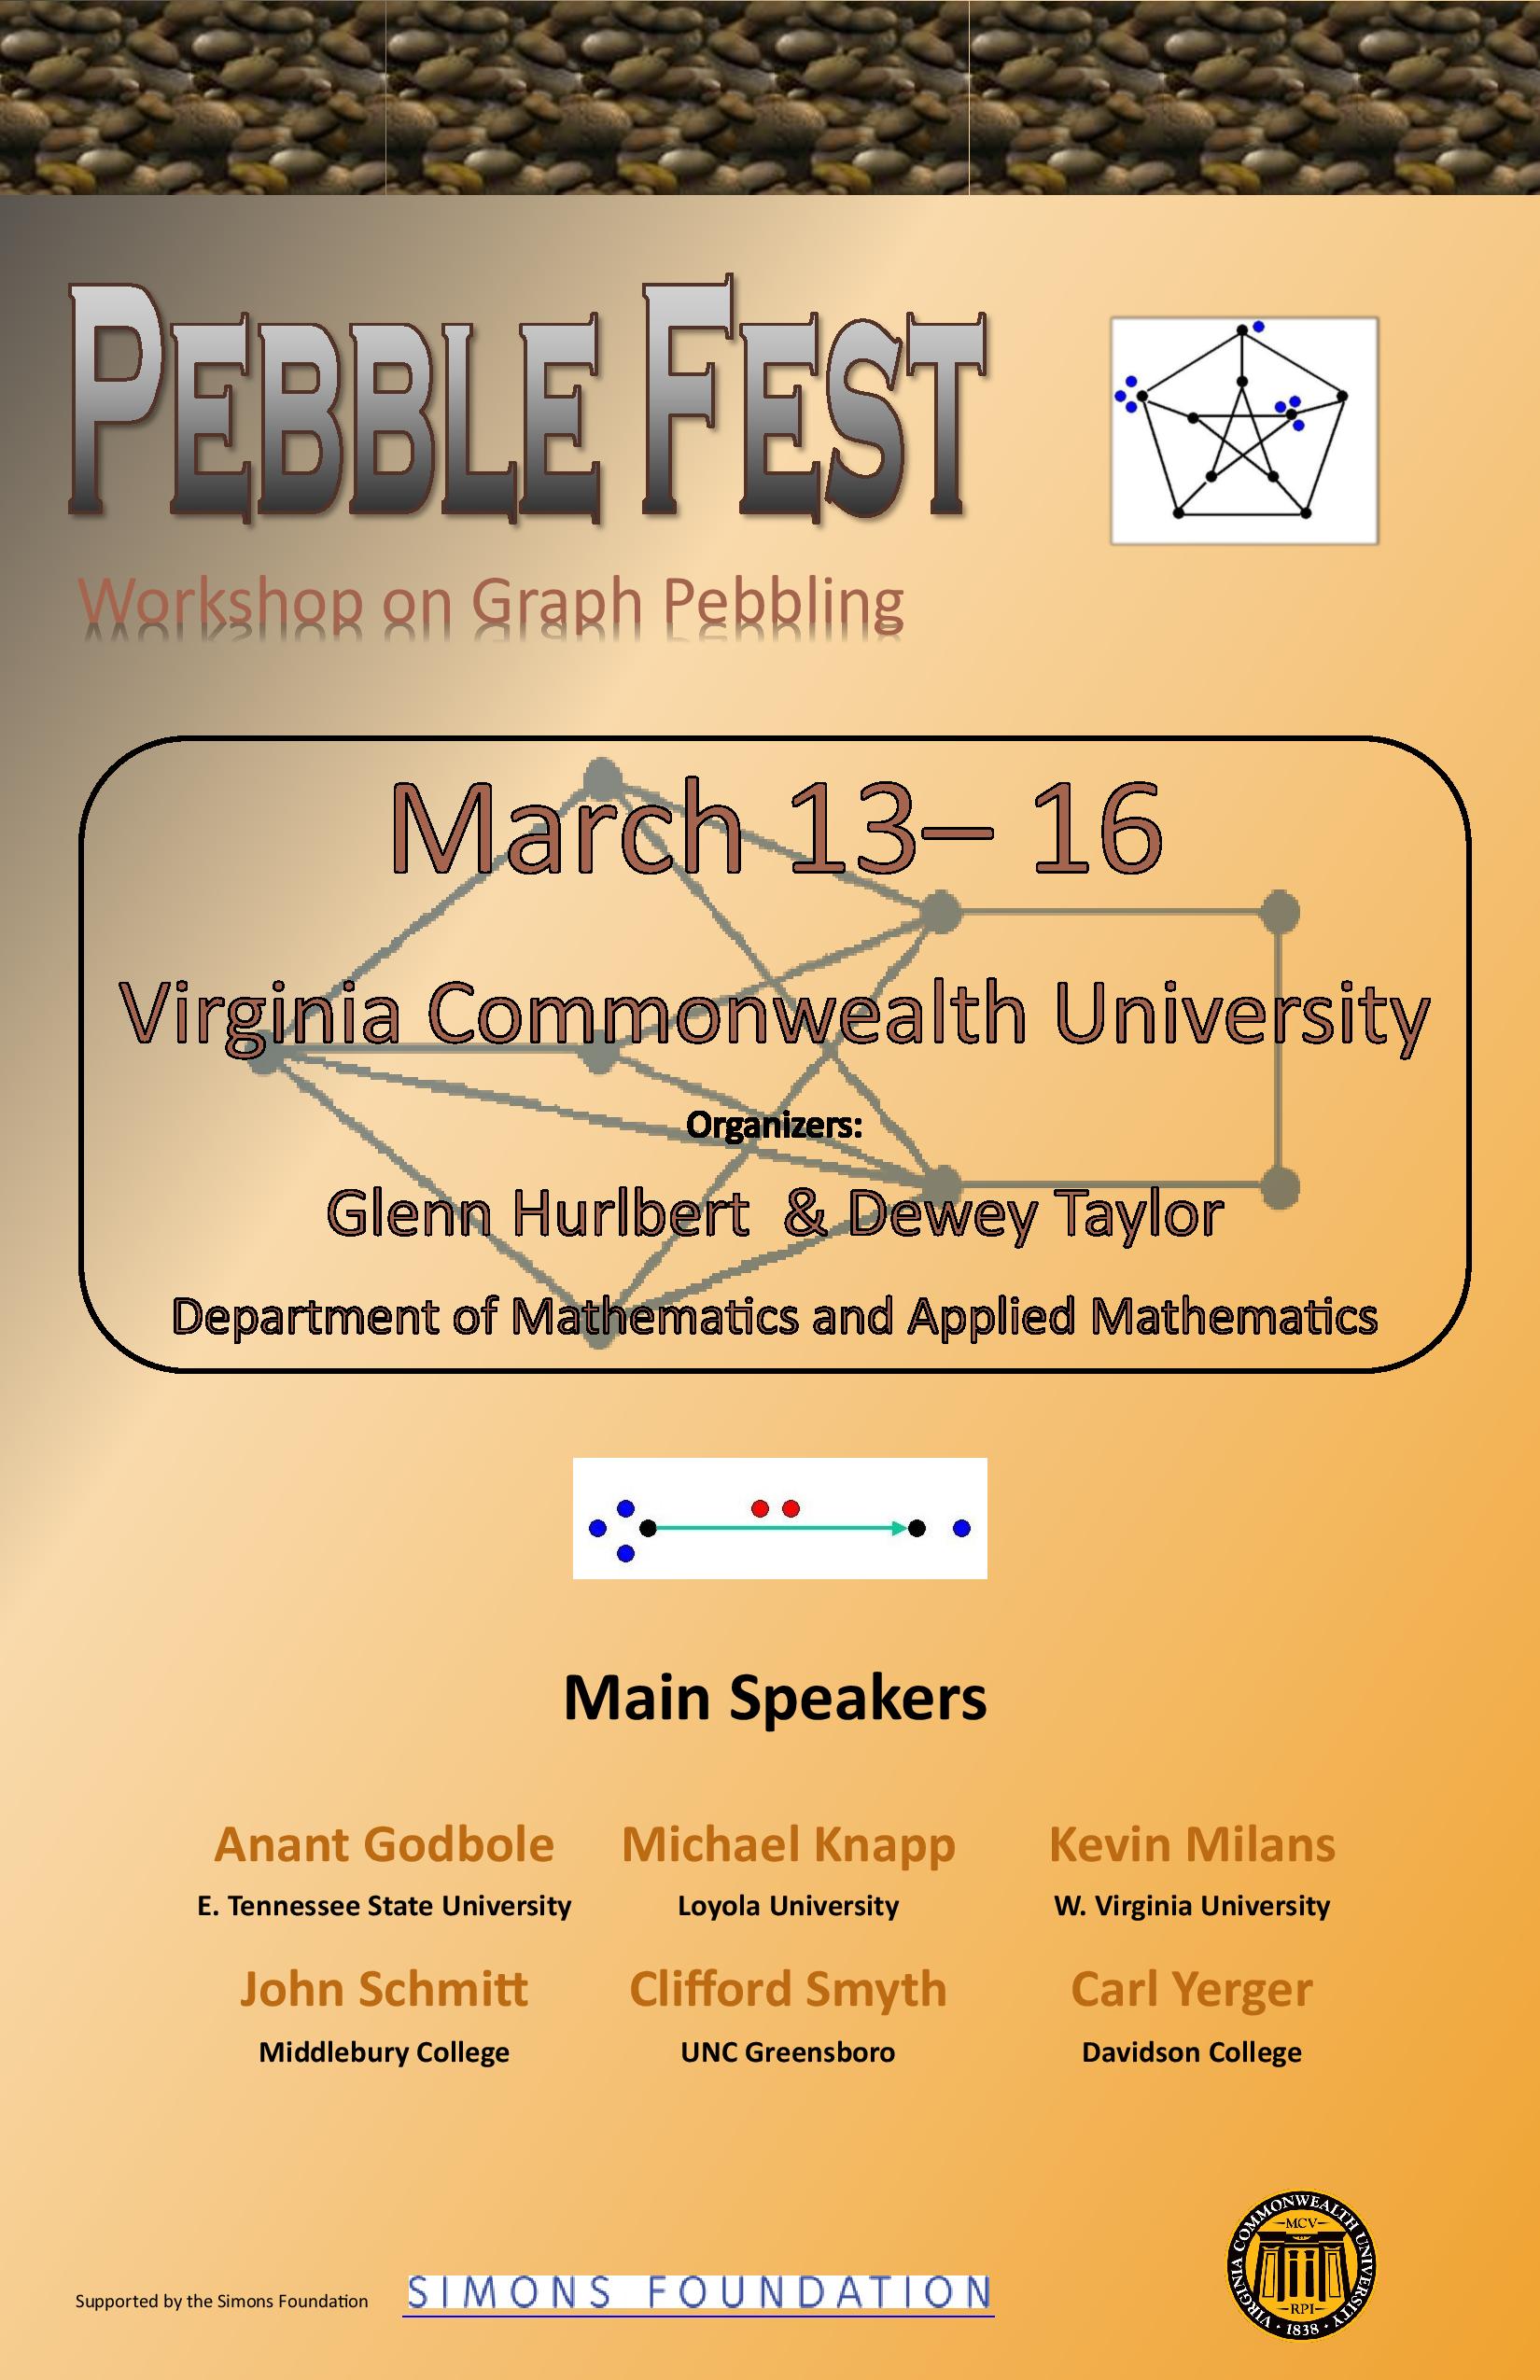 PEBBLE FEST
Workshop on Graph Pebbling
March 13– 16
Virginia Commonwealth University
Organizers:
Glenn Hurlbert & Dewey Taylor
Department of Mathematics and Applied Mathematics
Main Speakers
Anant Godbole Michael Knapp Kevin Milans
E. Tennessee State University Loyola University W. Virginia University
John Schmitt Clifford Smyth Carl Yerger
Middlebury College UNC Greensboro Davidson College
Supported by the Simons Foundation
SIMONS FOUNDATION
VIRGINIA COMMONWEALTH UNIVERSITY
MCV
RPI
1838